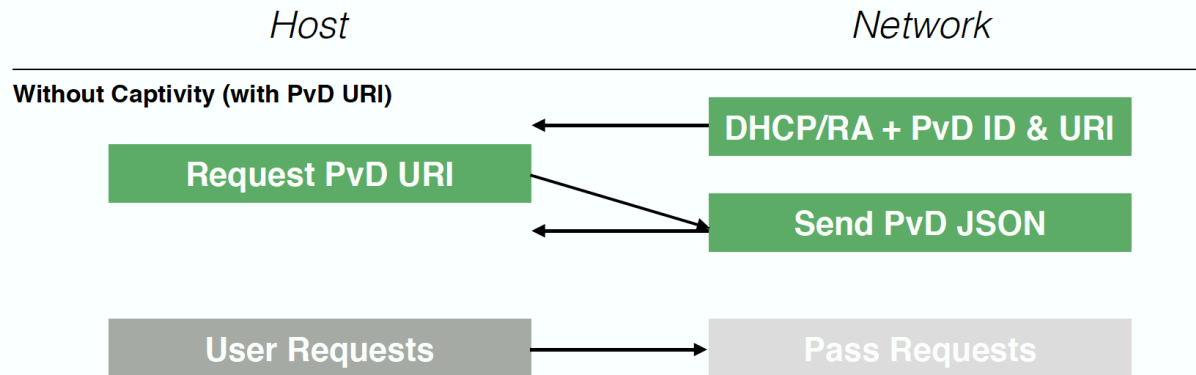 Host
Network
Without Captivity (with PvD URI)
DHCP/RA + PvD ID & URI
Request PvD URI
Send PvD JSON
User Requests
Pass Requests